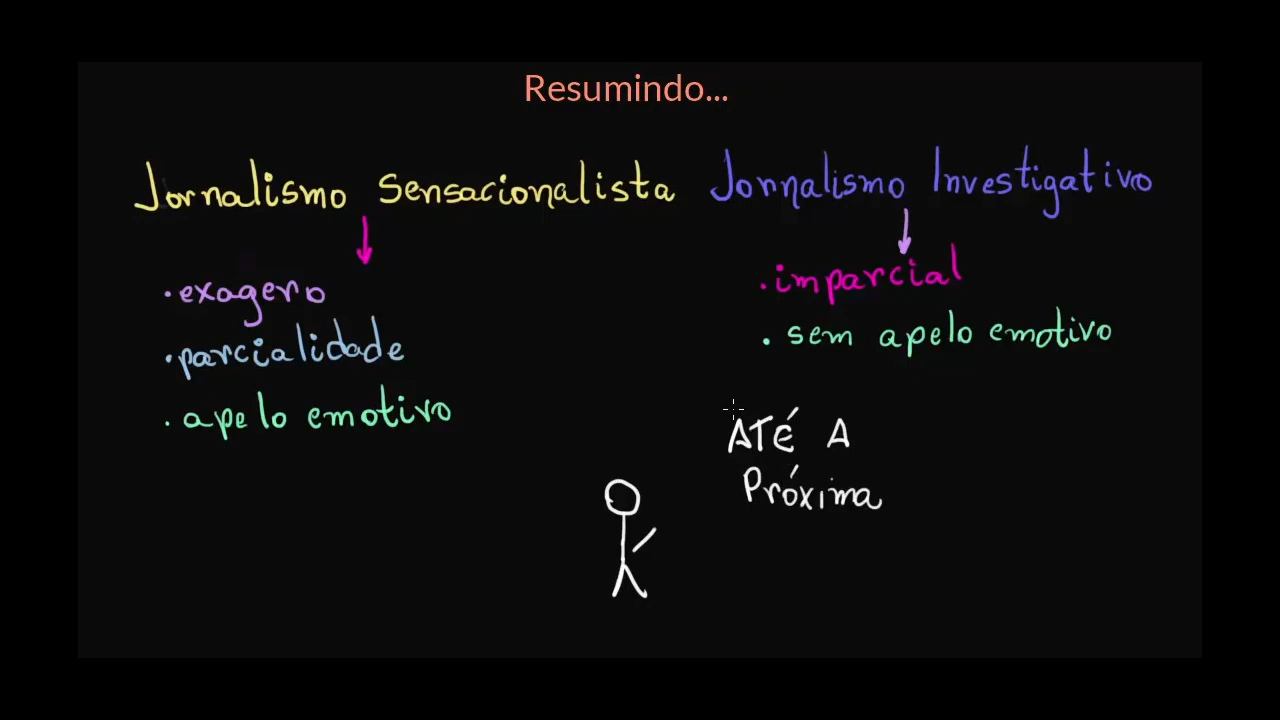 Resumindo...
Jornalismo Sensacionalista
• exagero
• parcialidade
• apelo emotivo
Jornalismo Investigativo
• imparcial
• sem apelo emotivo
ATÉ A
Próxima